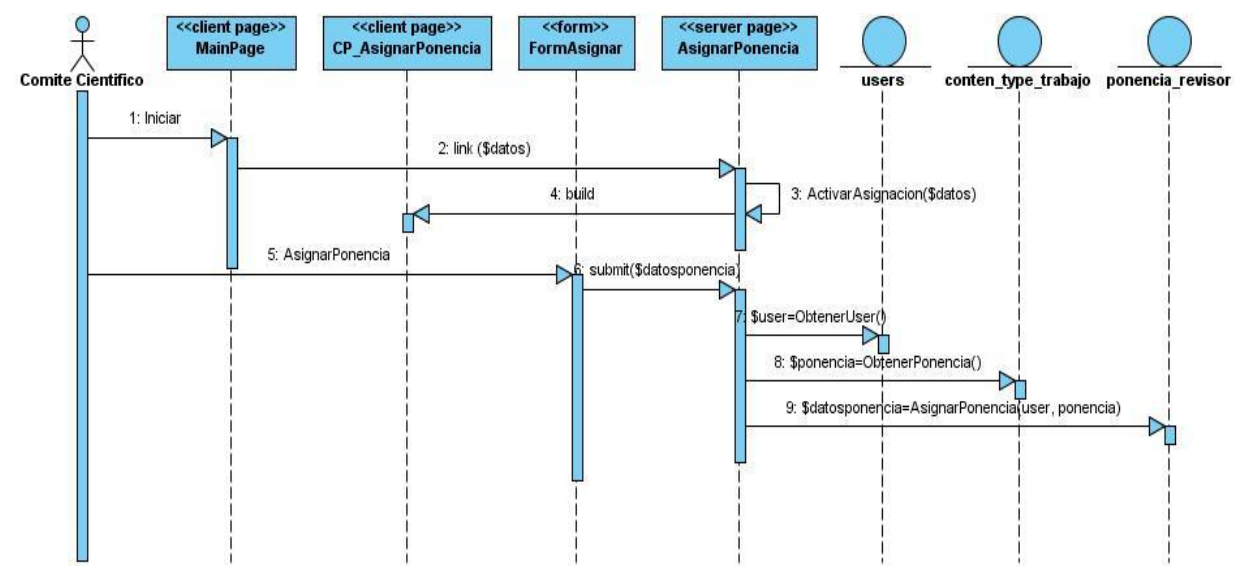 <<client page>>
MainPage
<<client page>>
CP_AsignarPonencia
<<form>>
FormAsignar
<<server page>>
AsignarPonencia
Comite Científico
users
conten_type_trabajo
ponencia_revisor
1: Iniciar
2: link ($datos)
3: ActivarAsignacion($datos)
4: build
5: AsignarPonencia
6: submit($datosponencia)
7: $user=ObtenerUser()
8: $ponencia=ObtenerPonencia()
9: $datosponencia=AsignarPonencia(user, ponencia)